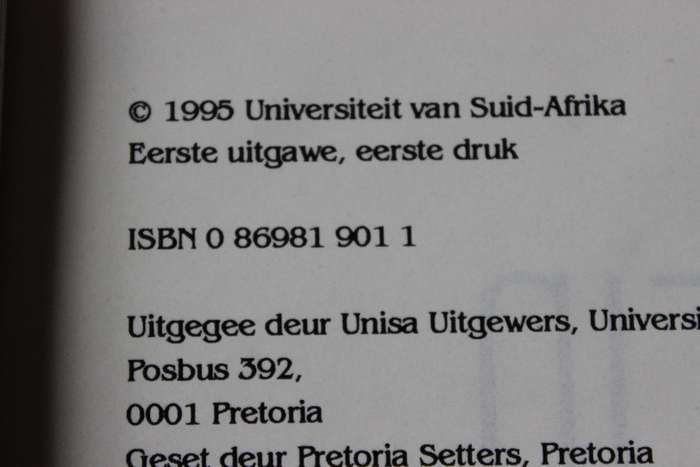 © 1995 Universiteit van Suid-Afrika
Eerste uitgawe, eerste druk
ISBN 0 86981 901 1
Uitgegee deur Unisa Uitgewers, Universi
Posbus 392,
0001 Pretoria
Geset deur Pretoria Setters, Pretoria